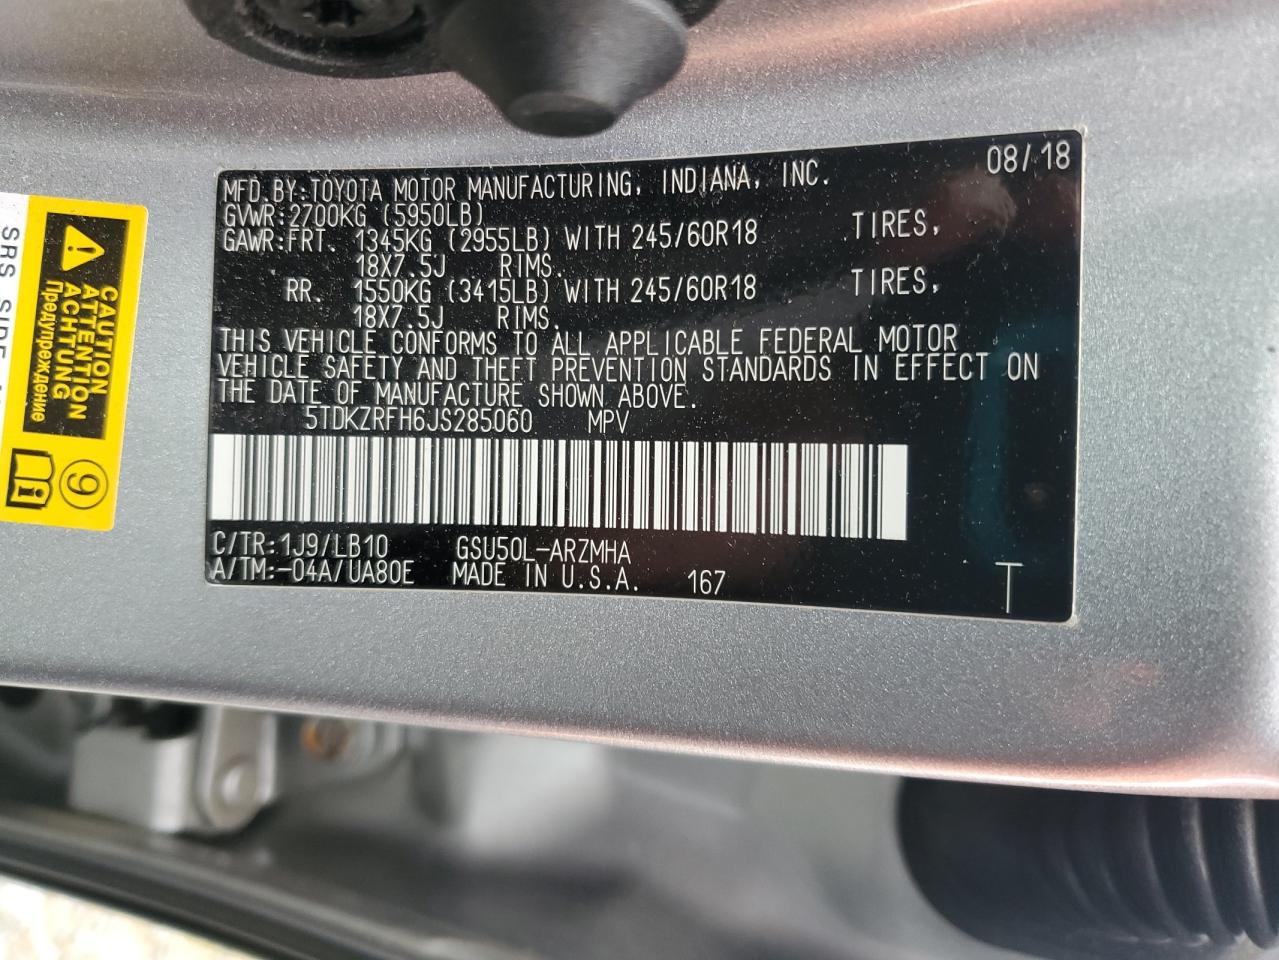 MFD.BY:TOYOTA MOTOR MANUFACTURING, INDIANA, INC. 08/18
GVWR:2700KG (5950LB)
GAWR:FRT. 1345KG (2955LB) WITH 245/60R18 TIRES,
18X7.5J RIMS.
RR. 1550KG (3415LB) WITH 245/60R18 TIRES,
18X7.5J RIMS.
THIS VEHICLE CONFORMS TO ALL APPLICABLE FEDERAL MOTOR
VEHICLE SAFETY AND THEFT PREVENTION STANDARDS IN EFFECT ON
THE DATE OF MANUFACTURE SHOWN ABOVE.
5TDKZRFH6JS285060 MPV
C/TR:1J9/LB10 GSU50L-ARZMHA
A/TM:-04A/UA80E MADE IN U.S.A. 167 T
CAUTION
ATTENTION
ACHTUNG
Предупреждение
9
SRS SIDE